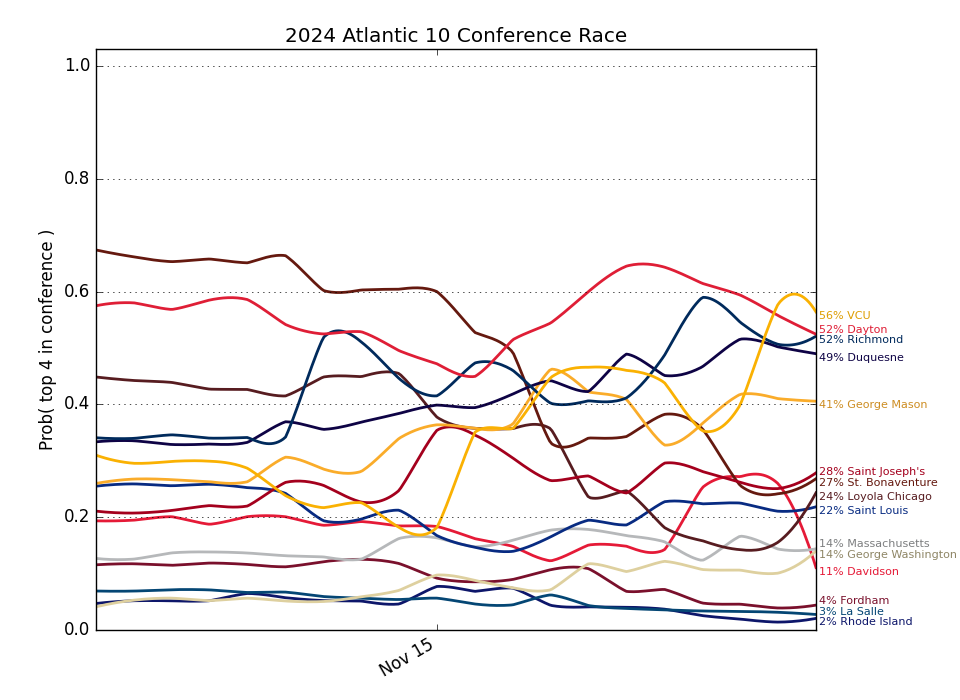 2024 Atlantic 10 Conference Race
Prob( top 4 in conference )
1.0
0.8
0.6
0.4
0.2
0.0
Nov 15
56% VCU
52% Dayton
52% Richmond
49% Duquesne
41% George Mason
28% Saint Joseph's
27% St. Bonaventure
24% Loyola Chicago
22% Saint Louis
14% Massachusetts
14% George Washington
11% Davidson
4% Fordham
3% La Salle
2% Rhode Island